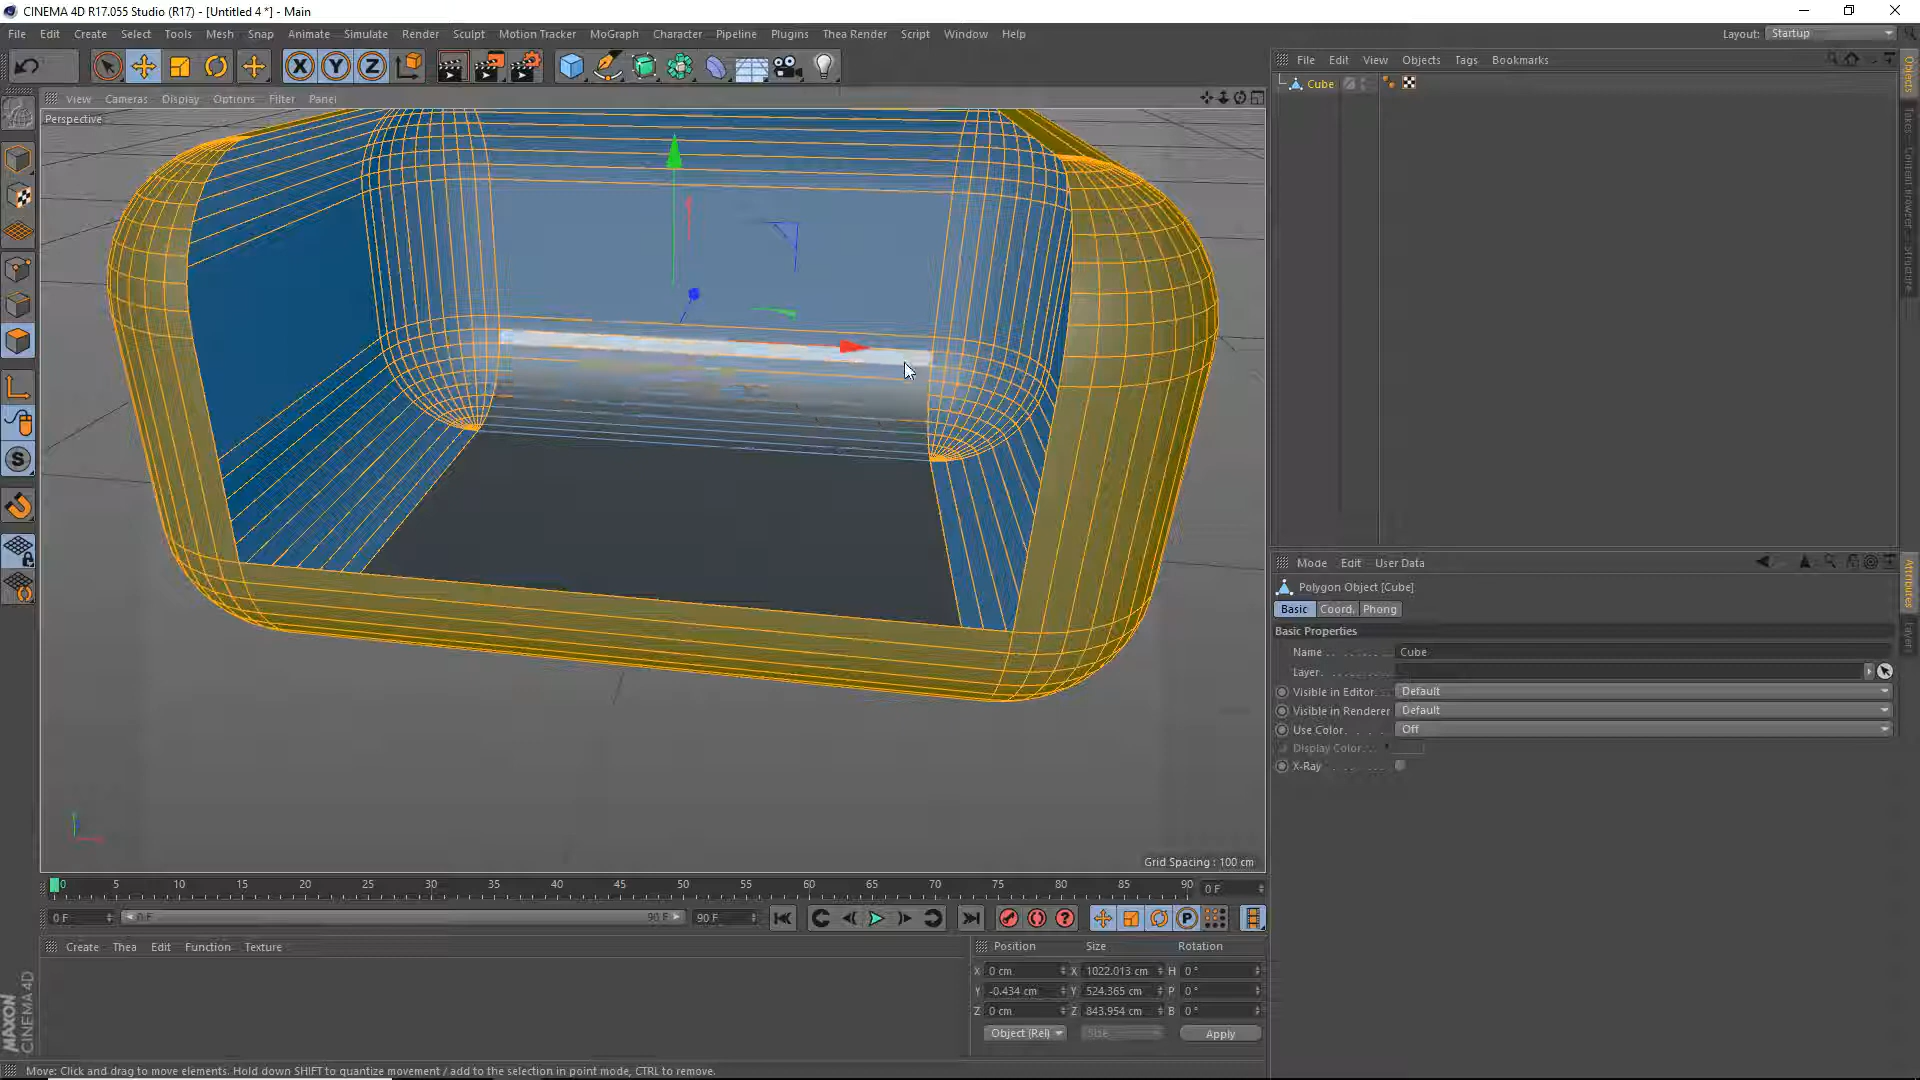 CINEMA 4D R17.055 Studio (R17) - [Untitled 4 *] - Main
File Edit Create Select Tools Mesh Snap Animate Simulate Render Sculpt Motion Tracker MoGraph Character Pipeline Plugins Thea Render Script Window Help
Layout: Startup
View Cameras Display Options Filter Panel
File Edit View Objects Tags Bookmarks
Objects
Takes
Content Browser
Structure
Cube
Perspective
Grid Spacing : 100 cm
Mode Edit User Data
Attributes
Layers
Polygon Object [Cube]
Basic Coord. Phong
Basic Properties
Name Cube
Layer
Visible in Editor Default
Visible in Renderer Default
Use Color Off
Display Color
X-Ray
0 5 10 15 20 25 30 35 40 45 50 55 60 65 70 75 80 85 90 0 F
0 F 0 F 90 F 90 F
Create Thea Edit Function Texture
Position Size Rotation
X 0 cm X 1022.013 cm H 0 °
Y -0.434 cm Y 524.365 cm P 0 °
Z 0 cm Z 843.954 cm B 0 °
Object (Rel) Size Apply
MAXON
CINEMA 4D
Move: Click and drag to move elements. Hold down SHIFT to quantize movement / add to the selection in point mode, CTRL to remove.